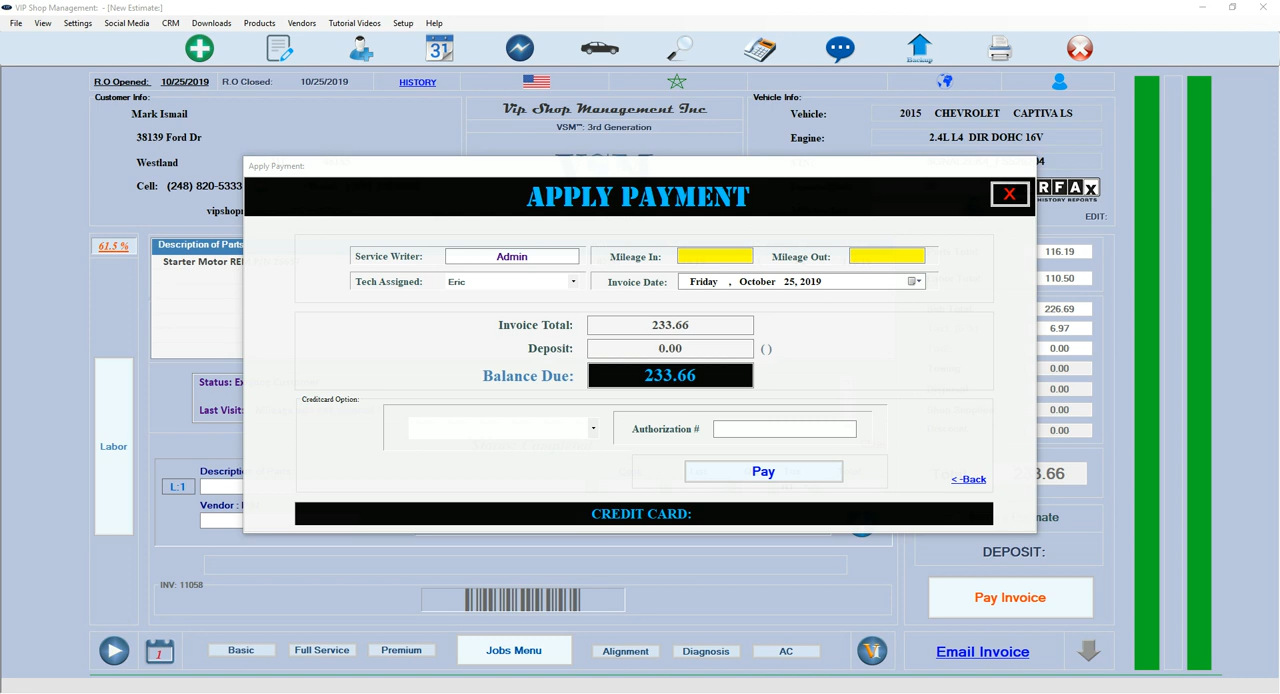 VIP Shop Management: - [New Estimate:]
File View Settings Social Media CRM Downloads Products Vendors Tutorial Videos Setup Help
31
Backup
R.O Opened: 10/25/2019 R.O Closed: 10/25/2019 HISTORY
Customer Info:
Mark Ismail
38139 Ford Dr
Westland
Cell: (248) 820-5333
Vip Shop Management Inc
VSM™: 3rd Generation
Vehicle Info:
Vehicle: 2015 CHEVROLET CAPTIVA LS
Engine: 2.4L L4 DIR DOHC 16V
RFAX
HISTORY REPORTS
EDIT:
61.5 %
Description of Parts
Starter Motor
Labor
Status:
Last Visit:
Apply Payment:
APPLY PAYMENT
X
Service Writer: Admin Mileage In: Mileage Out:
Tech Assigned: Eric Invoice Date: Friday , October 25, 2019
Invoice Total: 233.66
Deposit: 0.00 ( )
Balance Due: 233.66
Creditcard Option:
Authorization #
Pay
< -Back
CREDIT CARD:
116.19
110.50
226.69
6.97
0.00
0.00
0.00
0.00
0.00
L:1
Vendor :
DEPOSIT:
INV: 11058
Pay Invoice
1
Basic Full Service Premium Jobs Menu Alignment Diagnosis AC
Email Invoice